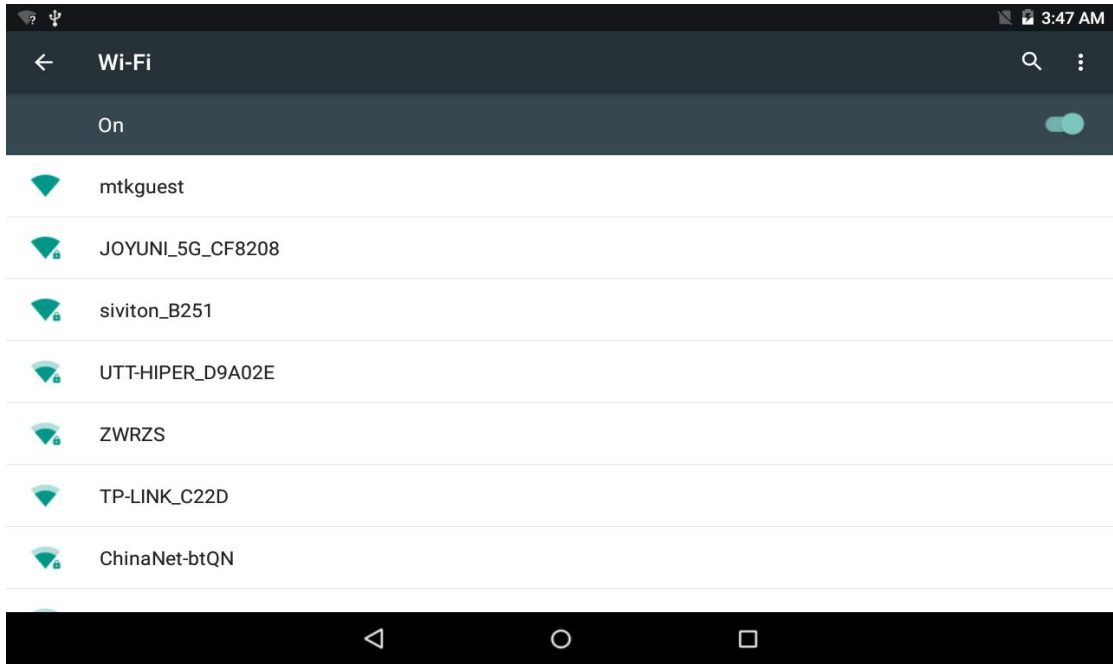 3:47 AM
Wi-Fi
On
mtkguest
JOYUNI_5G_CF8208
siviton_B251
UTT-HIPER_D9A02E
ZWRZS
TP-LINK_C22D
ChinaNet-btQN